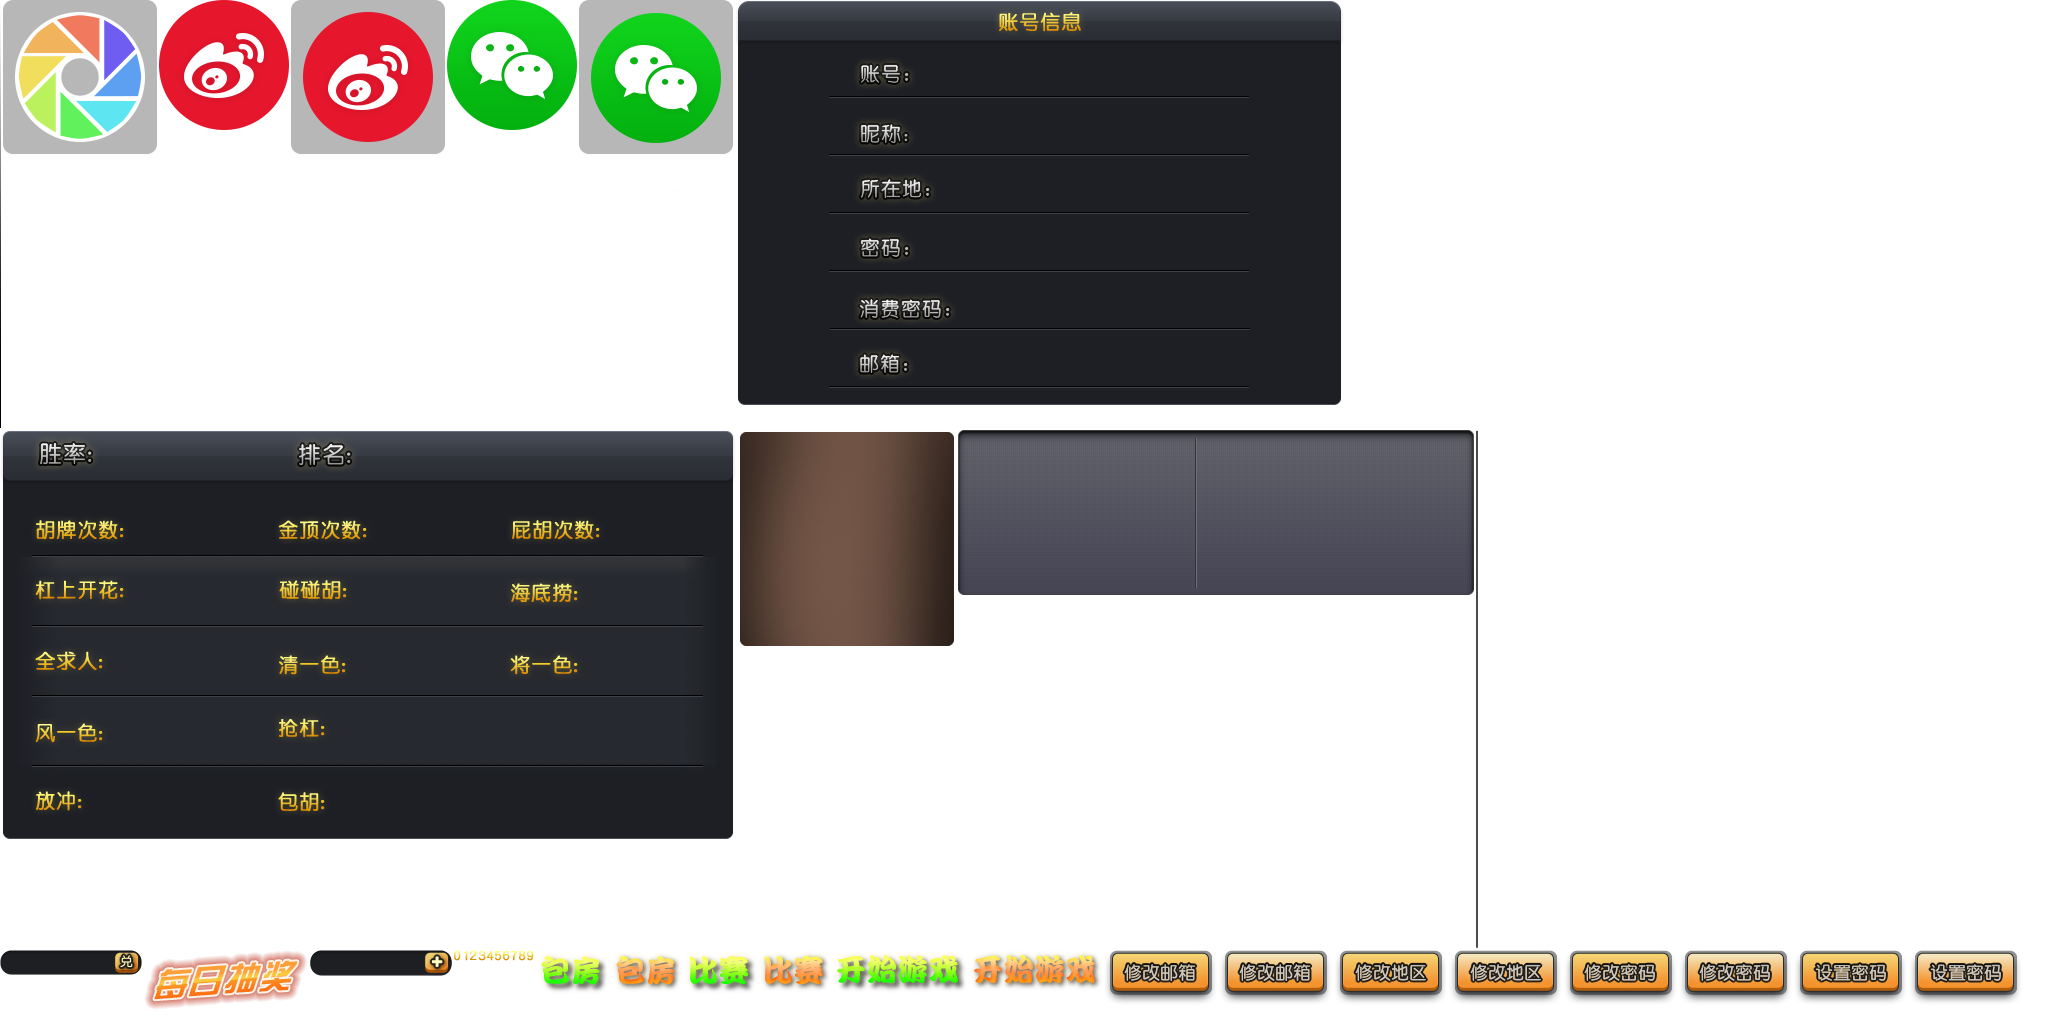 账号信息
账号:
昵称:
所在地:
密码:
消费密码:
邮箱:
胜率: 排名:
胡牌次数: 金顶次数: 屁胡次数:
杠上开花: 碰碰胡: 海底捞:
全求人: 清一色: 将一色:
风一色: 抢杠:
放冲: 包胡:
兑 每日抽奖 0123456789 包房 包房 比赛 比赛 开始游戏 开始游戏 修改邮箱 修改邮箱 修改地区 修改地区 修改密码 修改密码 设置密码 设置密码